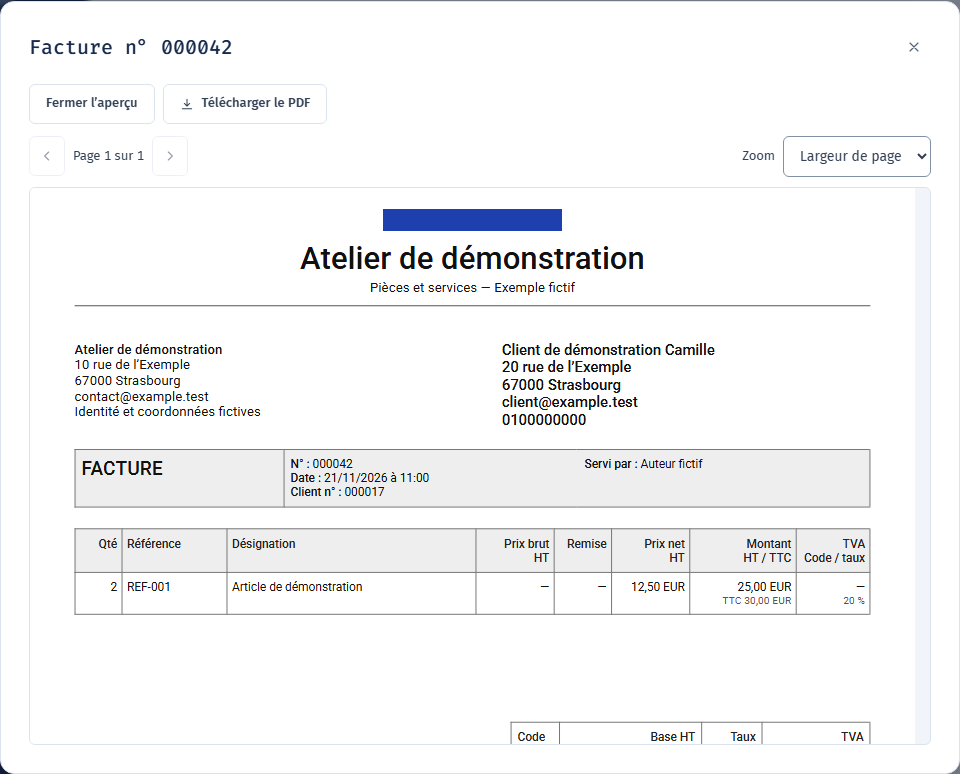 Facture n° 000042
Fermer l’aperçu
Télécharger le PDF
Page 1 sur 1
Zoom
Largeur de page
Atelier de démonstration
Pièces et services — Exemple fictif
Atelier de démonstration
10 rue de l’Exemple
67000 Strasbourg
contact@example.test
Identité et coordonnées fictives
Client de démonstration Camille
20 rue de l’Exemple
67000 Strasbourg
client@example.test
0100000000
FACTURE
N° : 000042
Date : 21/11/2026 à 11:00
Client n° : 000017
Servi par : Auteur fictif
Qté Référence Désignation Prix brut HT Remise Prix net HT Montant HT / TTC TVA Code / taux
2 REF-001 Article de démonstration — — 12,50 EUR 25,00 EUR —
TTC 30,00 EUR 20 %
Code Base HT Taux TVA